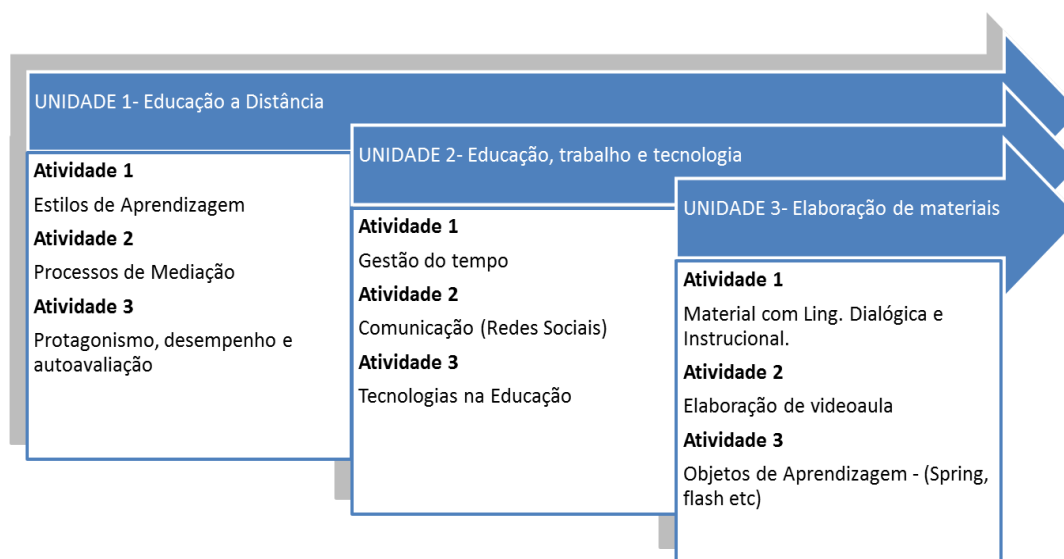 UNIDADE 1- Educação a Distância
Atividade 1
Estilos de Aprendizagem
Atividade 2
Processos de Mediação
Atividade 3
Protagonismo, desempenho e
autoavaliação
UNIDADE 2- Educação, trabalho e tecnologia
Atividade 1
Gestão do tempo
Atividade 2
Comunicação (Redes Sociais)
Atividade 3
Tecnologias na Educação
UNIDADE 3- Elaboração de materiais
Atividade 1
Material com Ling. Dialógica e
Instrucional.
Atividade 2
Elaboração de videoaula
Atividade 3
Objetos de Aprendizagem - (Spring,
flash etc)